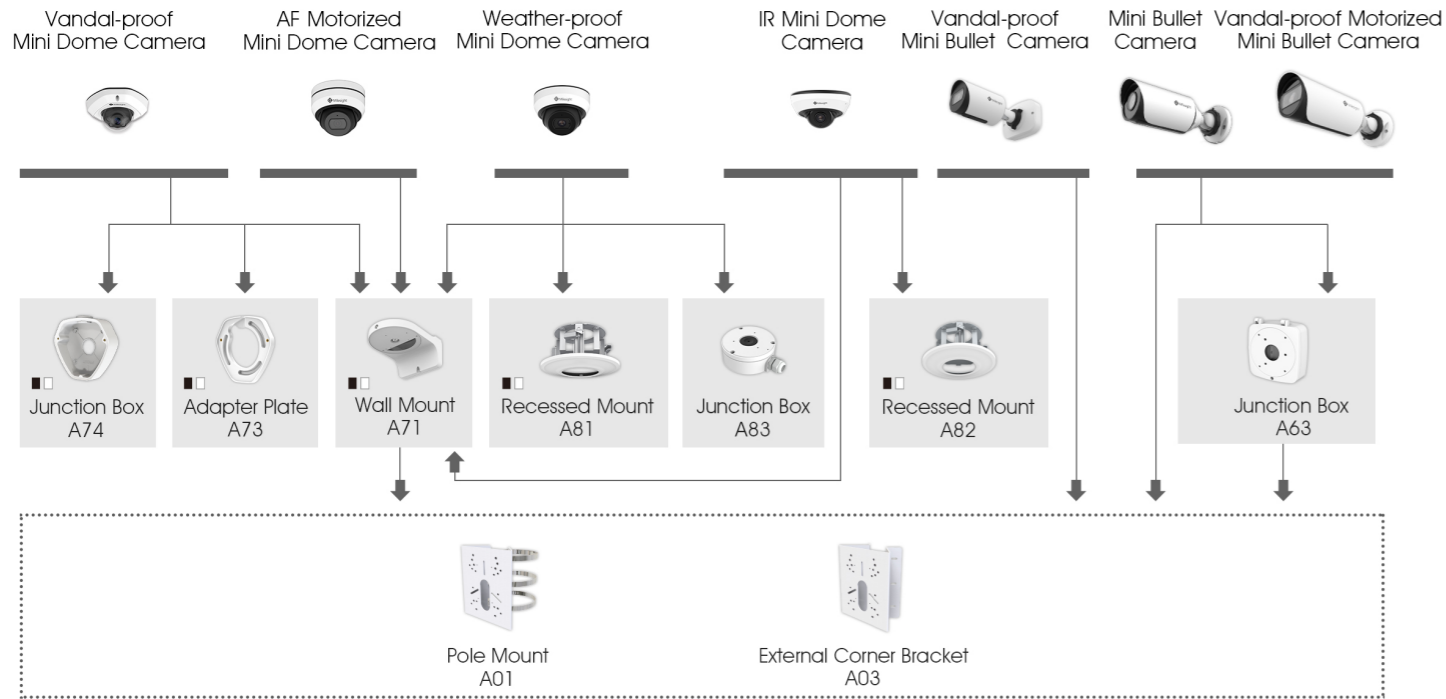 Vandal-proof
Mini Dome Camera
AF Motorized
Mini Dome Camera
Weather-proof
Mini Dome Camera
IR Mini Dome
Camera
Vandal-proof
Mini Bullet Camera
Mini Bullet
Camera
Vandal-proof Motorized
Mini Bullet Camera
Junction Box
A74
Adapter Plate
A73
Wall Mount
A71
Recessed Mount
A81
Junction Box
A83
Recessed Mount
A82
Junction Box
A63
Pole Mount
A01
External Corner Bracket
A03